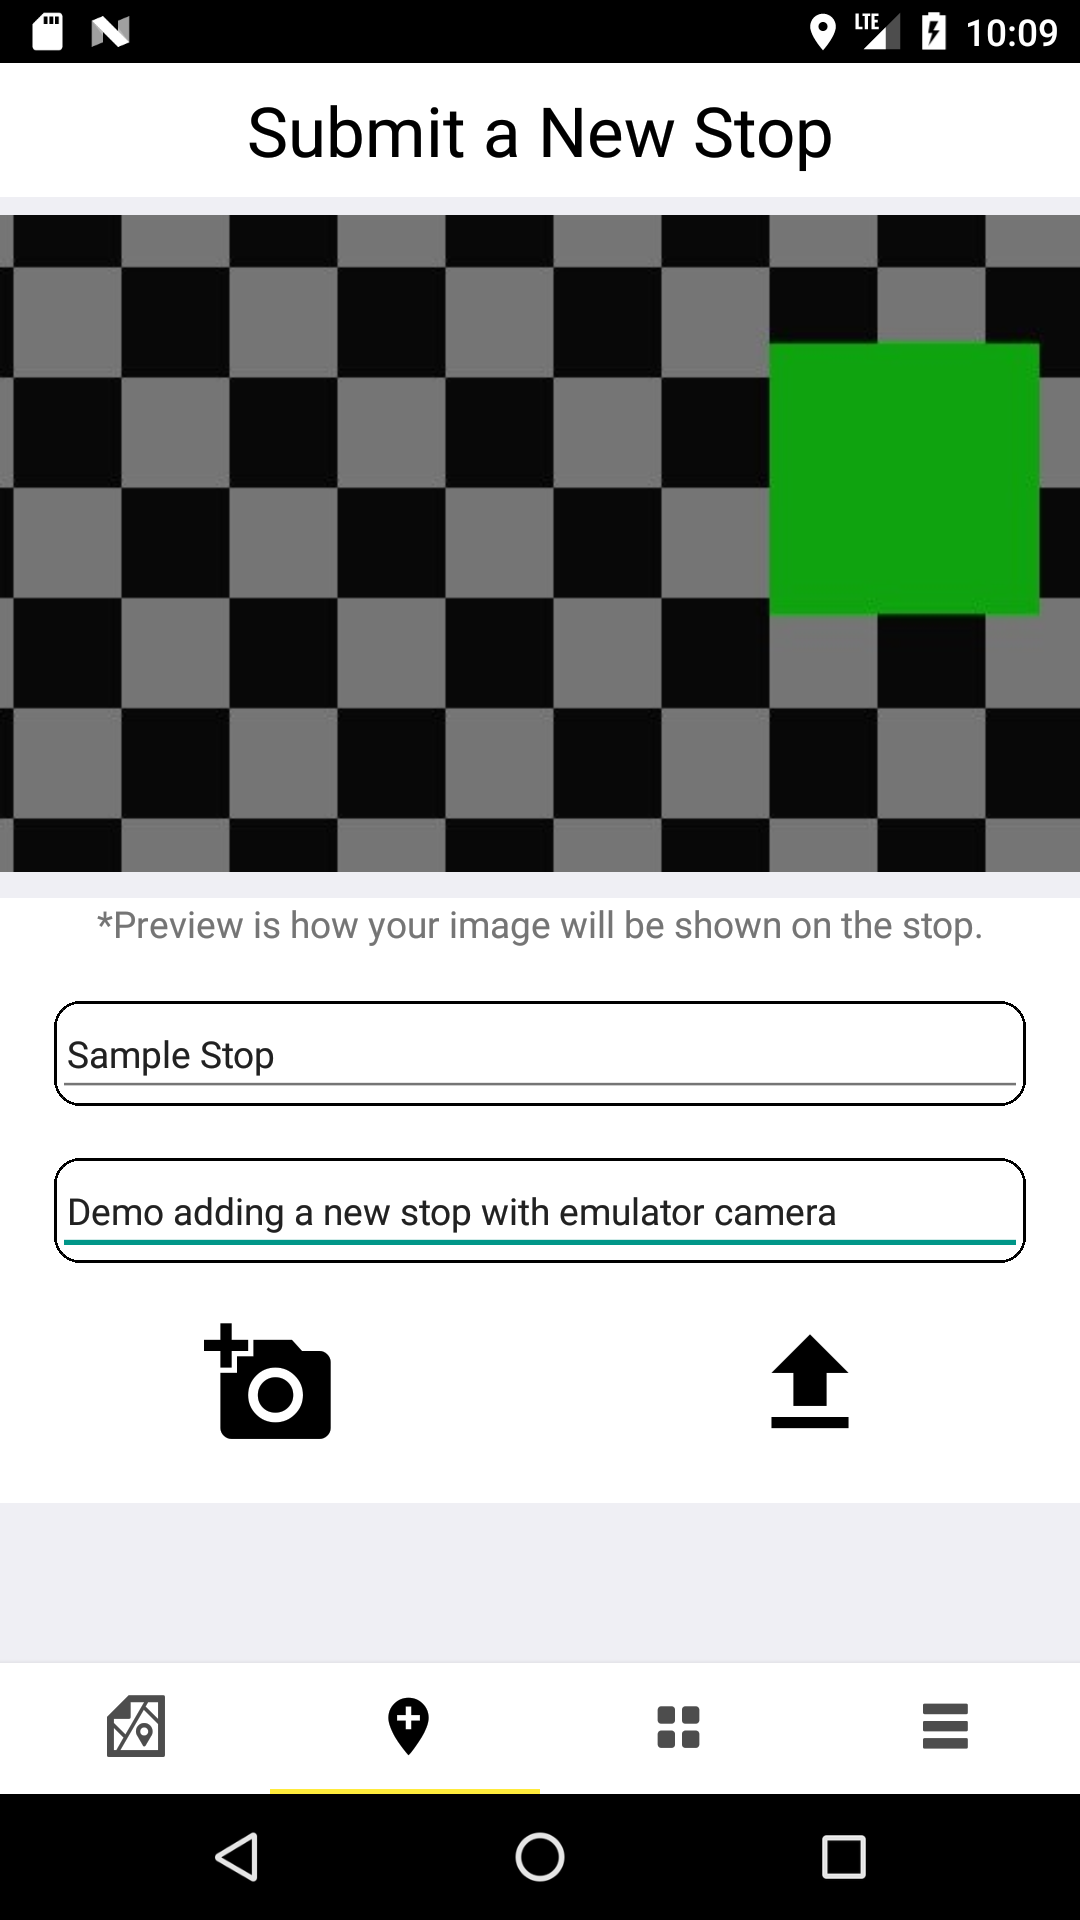 LTE 10:09
Submit a New Stop
*Preview is how your image will be shown on the stop.
Sample Stop
Demo adding a new stop with emulator camera